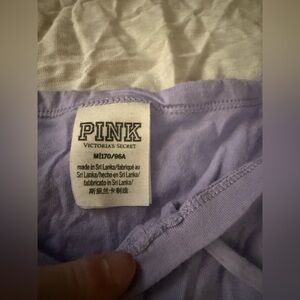 PINK
VICTORIA'S SECRET
M(170/96A
made in Sri Lanka/fabriqué au
Sri Lanka/hecho en Sri Lanka/
fabbricato in Sri Lanka/
斯里兰卡制造